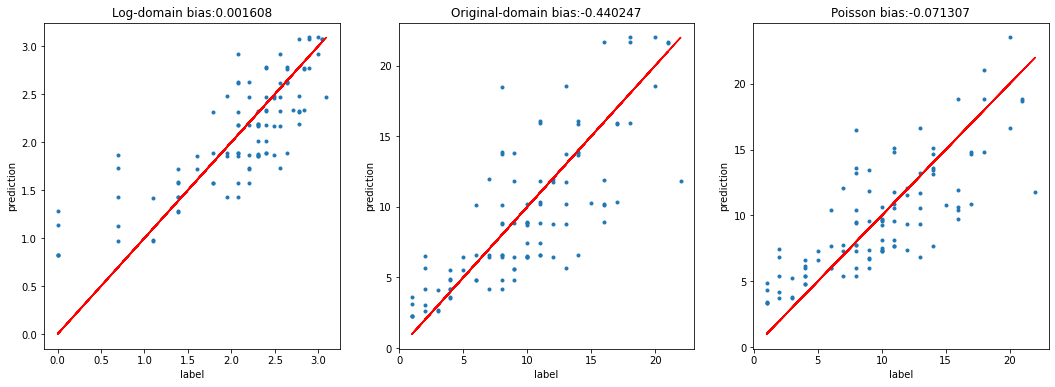 Log-domain bias:0.001608
prediction
3.0
2.5
2.0
1.5
1.0
0.5
0.0
0.0 0.5 1.0 1.5 2.0 2.5 3.0
label
Original-domain bias:-0.440247
prediction
20
15
10
5
0
0 5 10 15 20
label
Poisson bias:-0.071307
prediction
20
15
10
5
0
0 5 10 15 20
label